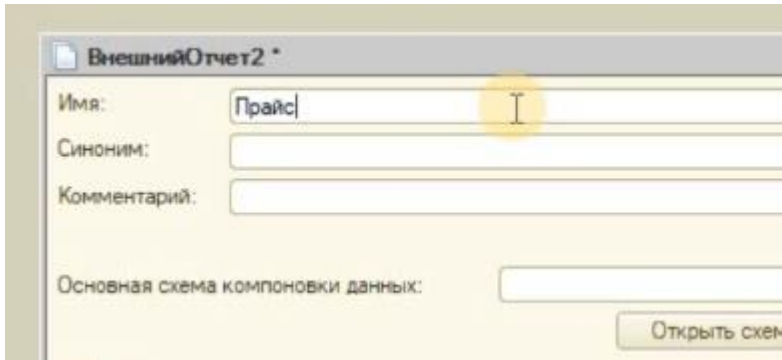 ВнешнийОтчет2 *
Имя: Прайс
Синоним:
Комментарий:
Основная схема компоновки данных:
Открыть схем